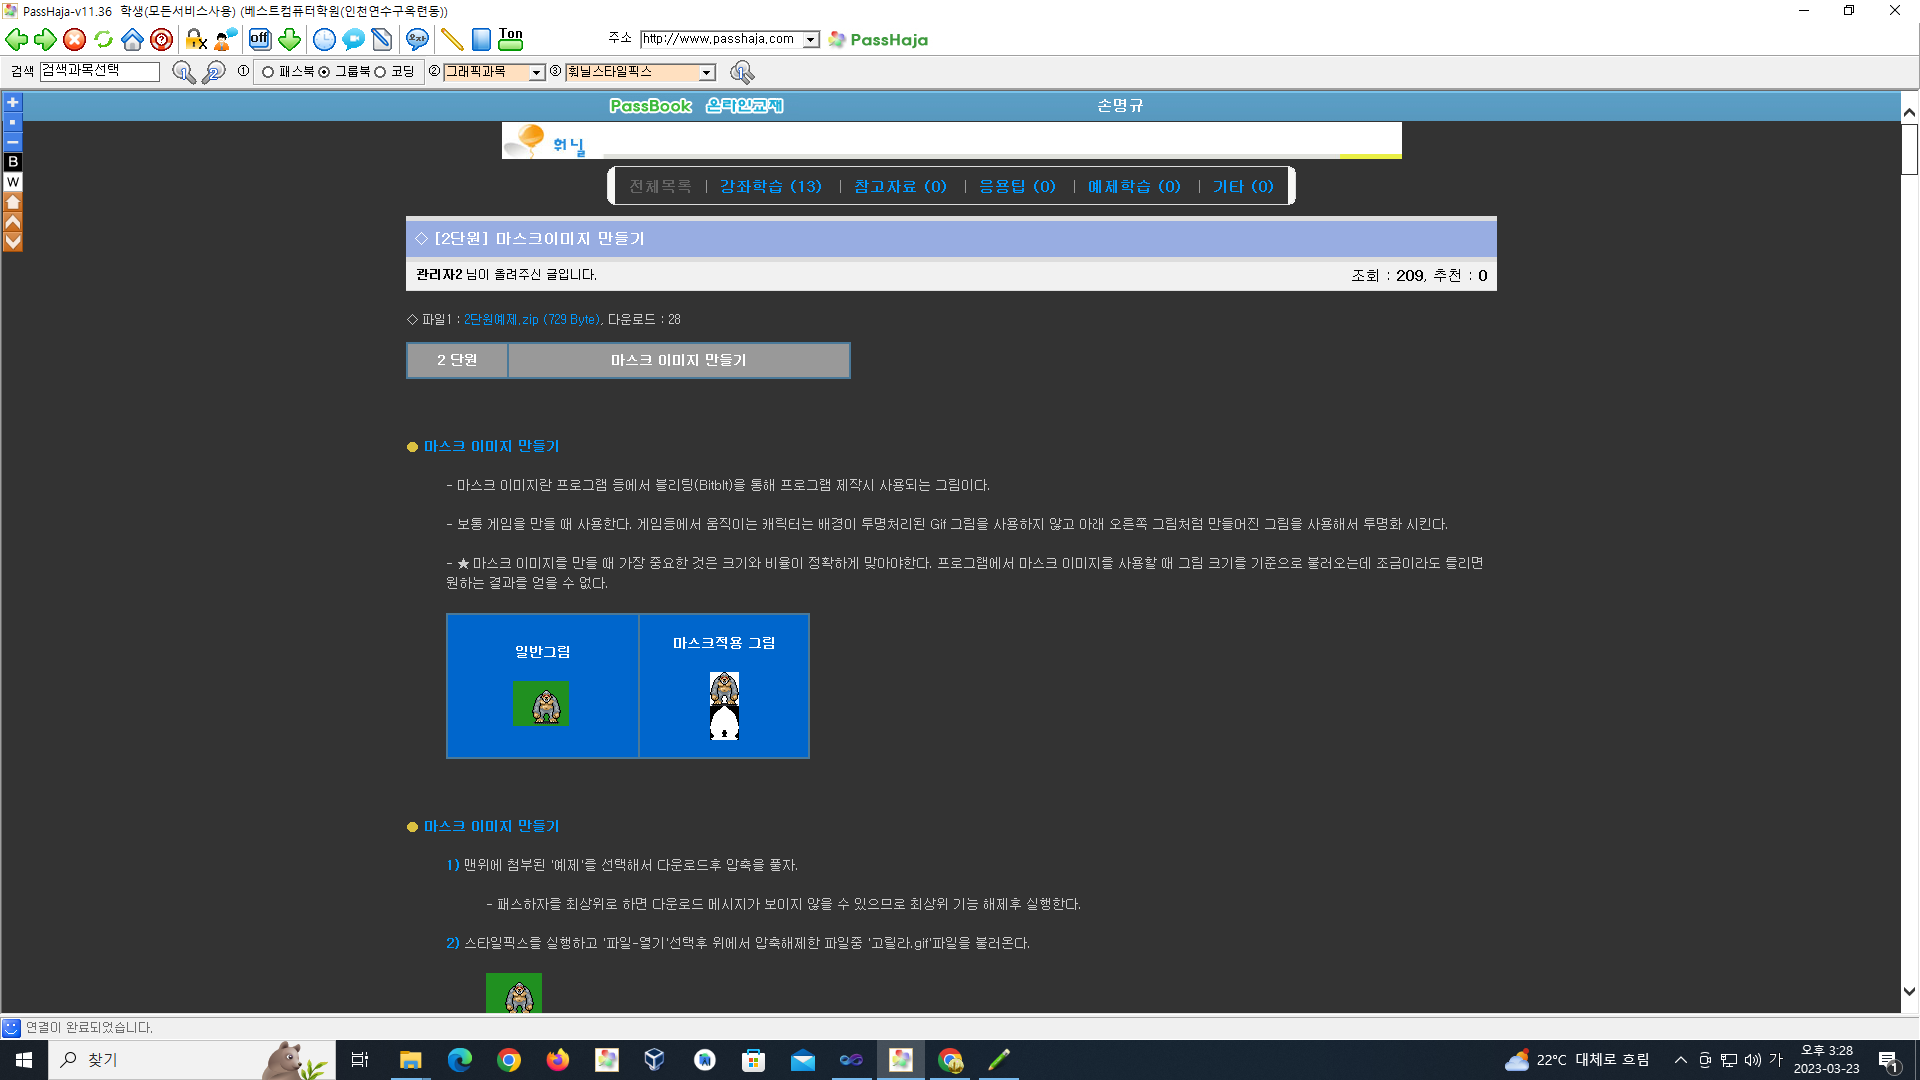 PassHaja-v11.36 학생(모든서비스사용) (베스트컴퓨터학원(인천연수구옥련동))
off
오자
Ton
주소 http://www.passhaja.com PassHaja
검색 검색과목선택 1 2 ① 패스북 그룹북 코딩 ② 그래픽과목 ③ 훠닐스타일픽스
PassBook 온라인교재 손명규
B
W
훠닐
전체목록 | 강좌학습 (13) | 참고자료 (0) | 응용팁 (0) | 예제학습 (0) | 기타 (0)
◇ [2단원] 마스크이미지 만들기
관리자2 님이 올려주신 글입니다. 조회 : 209, 추천 : 0
◇ 파일1 : 2단원예제.zip (729 Byte), 다운로드 : 28
2 단원 마스크 이미지 만들기
마스크 이미지 만들기
- 마스크 이미지란 프로그램 등에서 블리팅(Bitblt)을 통해 프로그램 제작시 사용되는 그림이다.
- 보통 게임을 만들 때 사용한다. 게임등에서 움직이는 캐릭터는 배경이 투명처리된 Gif 그림을 사용하지 않고 아래 오른쪽 그림처럼 만들어진 그림을 사용해서 투명화 시킨다.
- ★ 마스크 이미지를 만들 때 가장 중요한 것은 크기와 비율이 정확하게 맞아야한다. 프로그램에서 마스크 이미지를 사용할 때 그림 크기를 기준으로 불러오는데 조금이라도 틀리면
원하는 결과를 얻을 수 없다.
일반그림 마스크적용 그림
마스크 이미지 만들기
1) 맨위에 첨부된 '예제'를 선택해서 다운로드후 압축을 풀자.
- 패스하자를 최상위로 하면 다운로드 메시지가 보이지 않을 수 있으므로 최상위 기능 해제후 실행한다.
2) 스타일픽스를 실행하고 '파일-열기'선택후 위에서 압축해제한 파일중 '고릴라.gif'파일을 불러온다.
연결이 완료되었습니다.
찾기 22°C 대체로 흐림 가 오후 3:28
2023-03-23 1